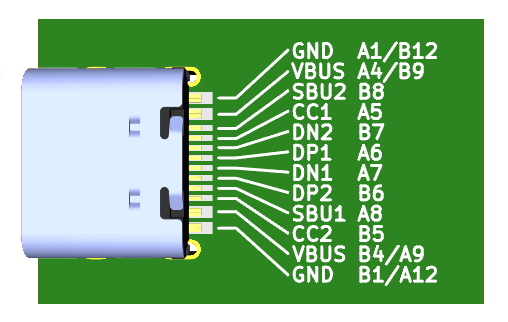 GND A1/B12
VBUS A4/B9
SBU2 B8
CC1 A5
DN2 B7
DP1 A6
DN1 A7
DP2 B6
SBU1 A8
CC2 B5
VBUS B4/A9
GND B1/A12